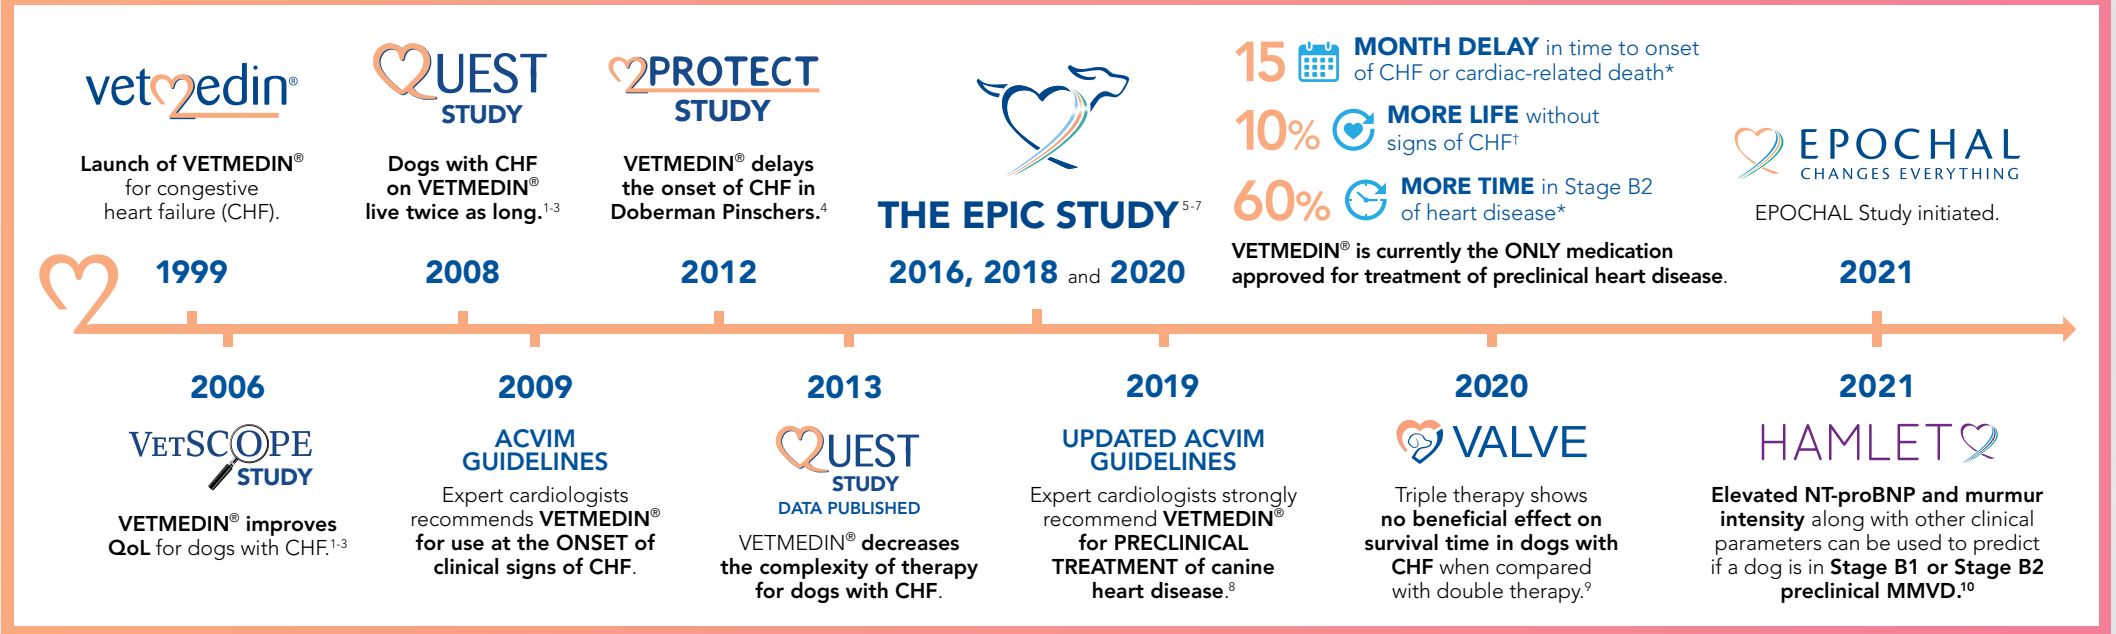 vetmedin®
Launch of VETMEDIN®
for congestive
heart failure (CHF).
1999
QUEST
STUDY
Dogs with CHF
on VETMEDIN®
live twice as long.1-3
2008
2PROTECT
STUDY
VETMEDIN® delays
the onset of CHF in
Doberman Pinschers.4
2012
THE EPIC STUDY5-7
2016, 2018 and 2020
15 MONTH DELAY in time to onset
of CHF or cardiac-related death*
10% MORE LIFE without
signs of CHF†
60% MORE TIME in Stage B2
of heart disease*
VETMEDIN® is currently the ONLY medication
approved for treatment of preclinical heart disease.
EPOCHAL
CHANGES EVERYTHING
EPOCHAL Study initiated.
2021
2006
VETSCOPE
STUDY
VETMEDIN® improves
QoL for dogs with CHF.1-3
2009
ACVIM
GUIDELINES
Expert cardiologists
recommends VETMEDIN®
for use at the ONSET of
clinical signs of CHF.
2013
QUEST
STUDY
DATA PUBLISHED
VETMEDIN® decreases
the complexity of therapy
for dogs with CHF.
2019
UPDATED ACVIM
GUIDELINES
Expert cardiologists strongly
recommend VETMEDIN®
for PRECLINICAL
TREATMENT of canine
heart disease.8
2020
VALVE
Triple therapy shows
no beneficial effect on
survival time in dogs with
CHF when compared
with double therapy.9
2021
HAMLET
Elevated NT-proBNP and murmur
intensity along with other clinical
parameters can be used to predict
if a dog is in Stage B1 or Stage B2
preclinical MMVD.10